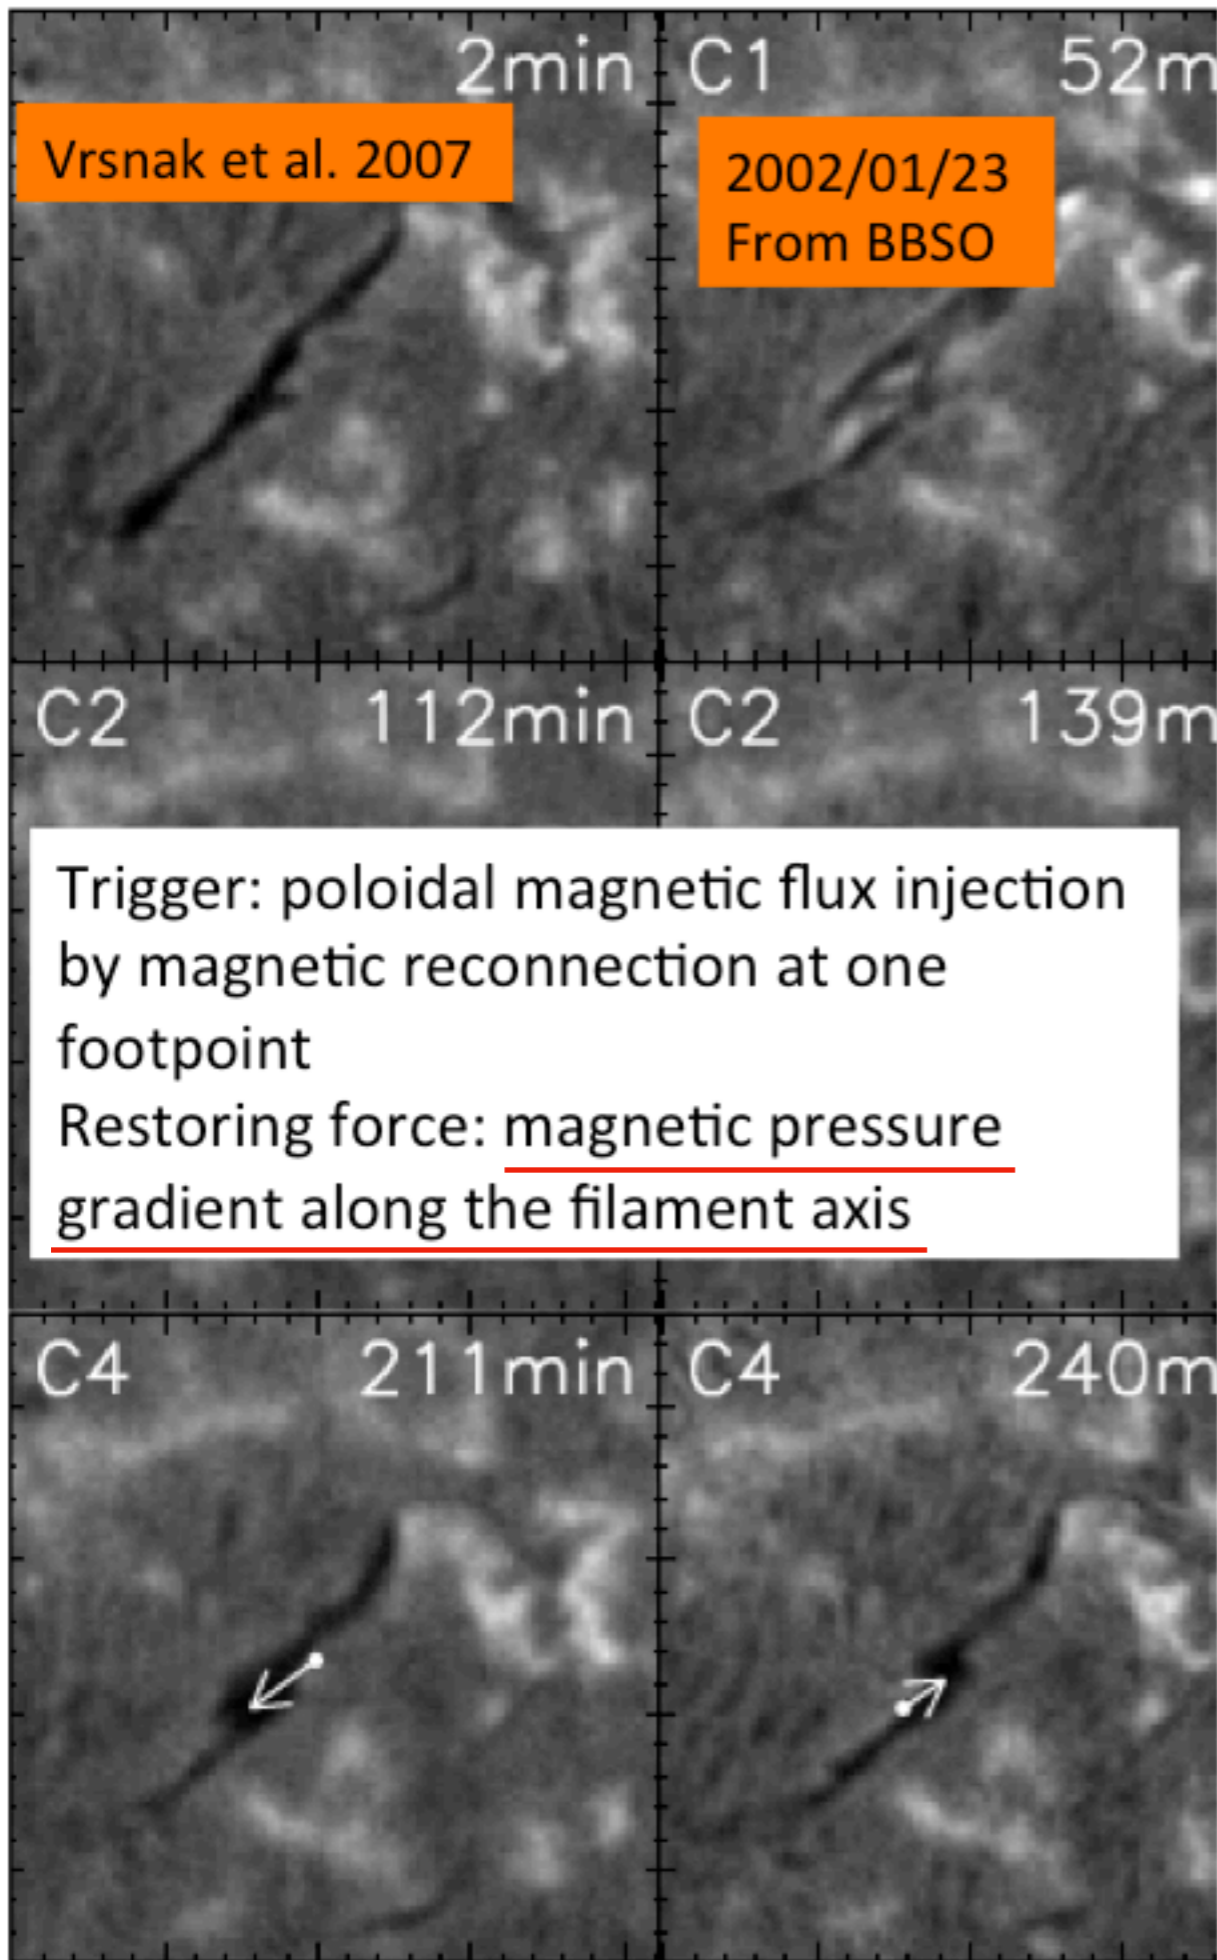 2min
C1 52m
Vrsnak et al. 2007
2002/01/23
From BBSO
C2 112min
C2 139m
Trigger: poloidal magnetic flux injection
by magnetic reconnection at one
footpoint
Restoring force: magnetic pressure
gradient along the filament axis
C4 211min
C4 240m